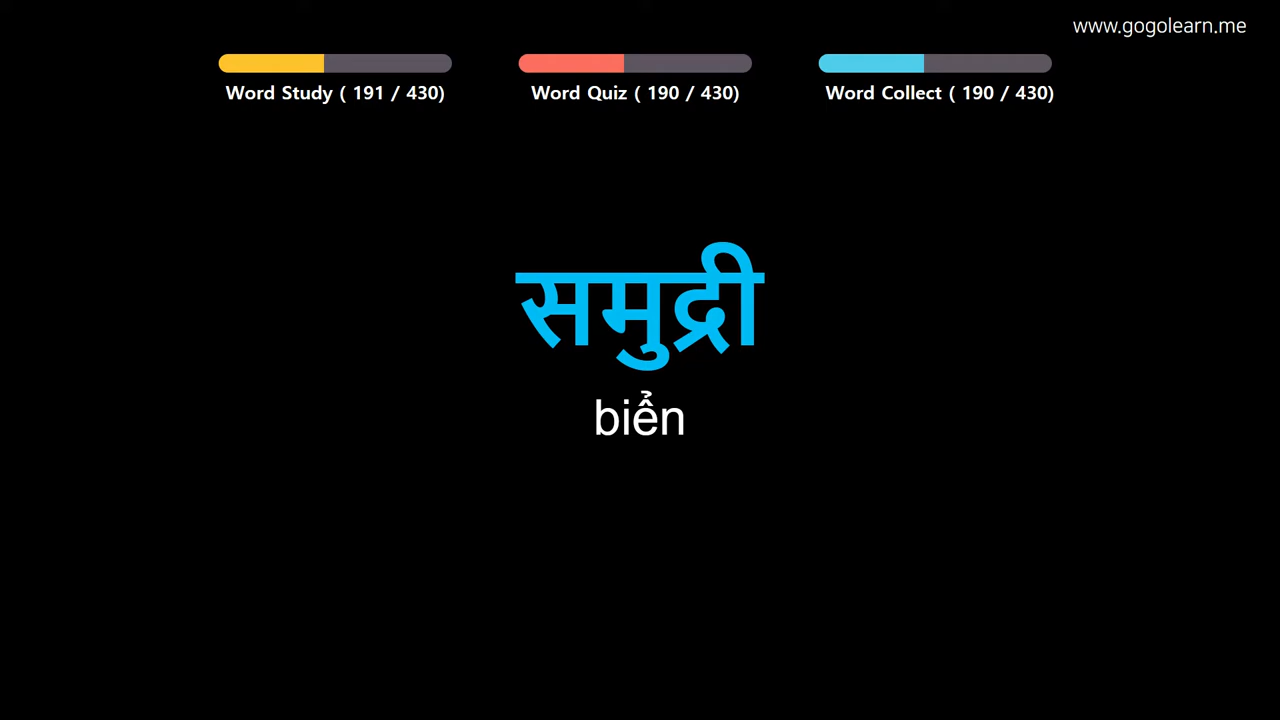 www.gogolearn.me
Word Study ( 191 / 430)
Word Quiz ( 190 / 430)
Word Collect ( 190 / 430)
समुद्री
biển